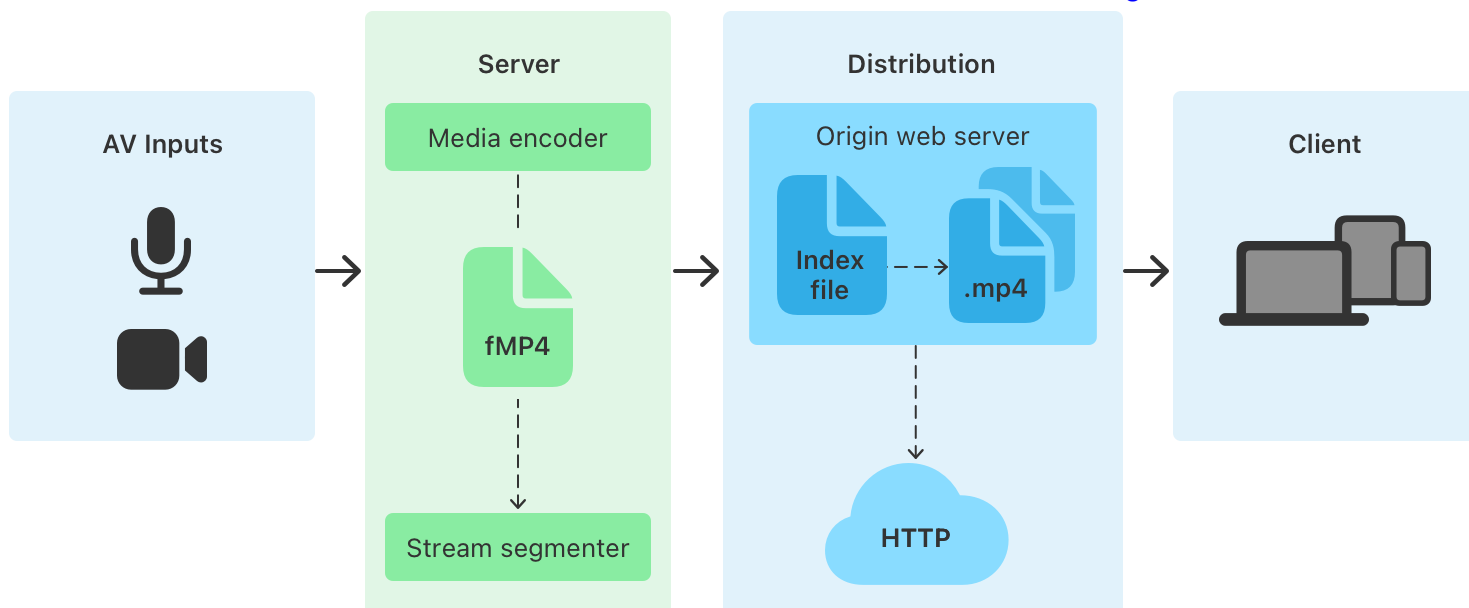 AV Inputs
Server
Media encoder
fMP4
Stream segmenter
Distribution
Origin web server
Index
file
.mp4
HTTP
Client